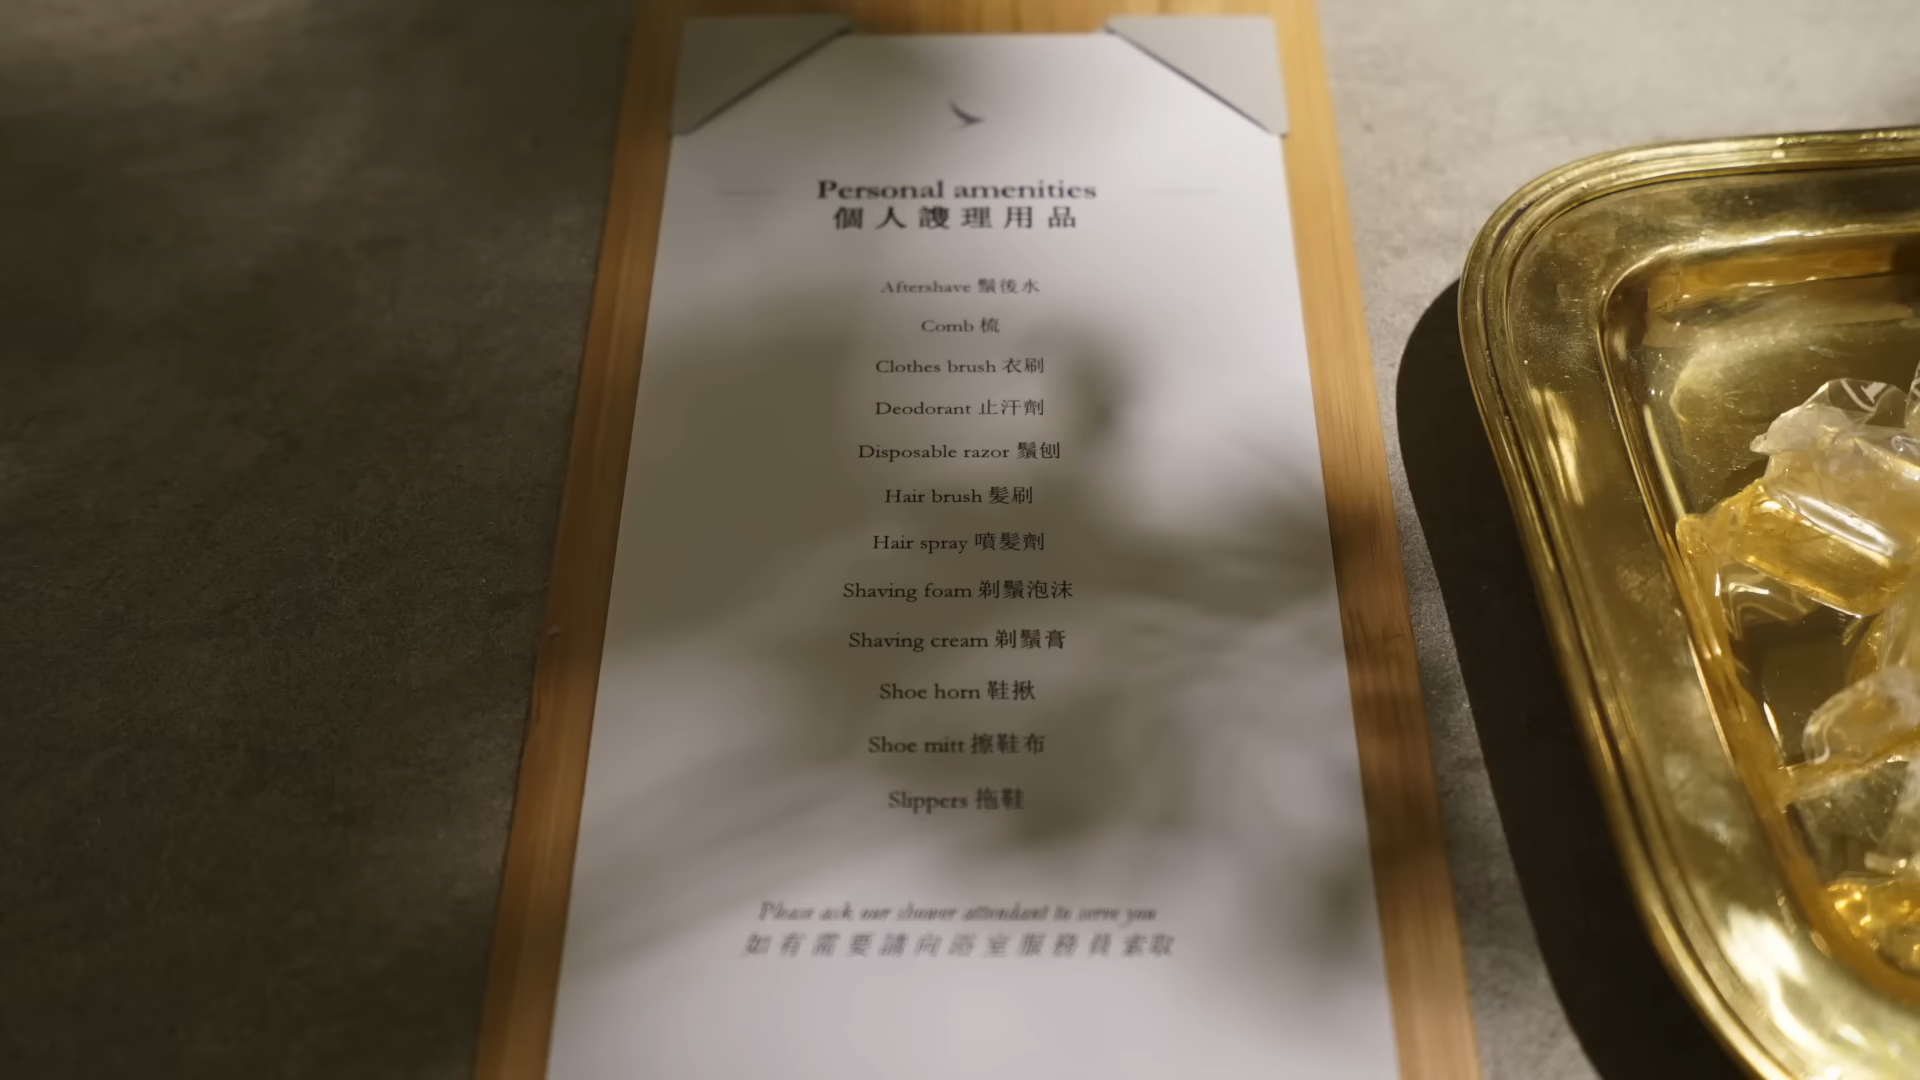 Personal amenities
個人護理用品
Aftershave 鬚後水
Comb 梳
Clothes brush 衣刷
Deodorant 止汗劑
Disposable razor 鬚刨
Hair brush 髪刷
Hair spray 噴髪劑
Shaving foam 剃鬚泡沫
Shaving cream 剃鬚膏
Shoe horn 鞋揪
Shoe mitt 擦鞋布
Slippers 拖鞋
Please ask our shower attendant to serve you
如有需要請向浴室服務員索取